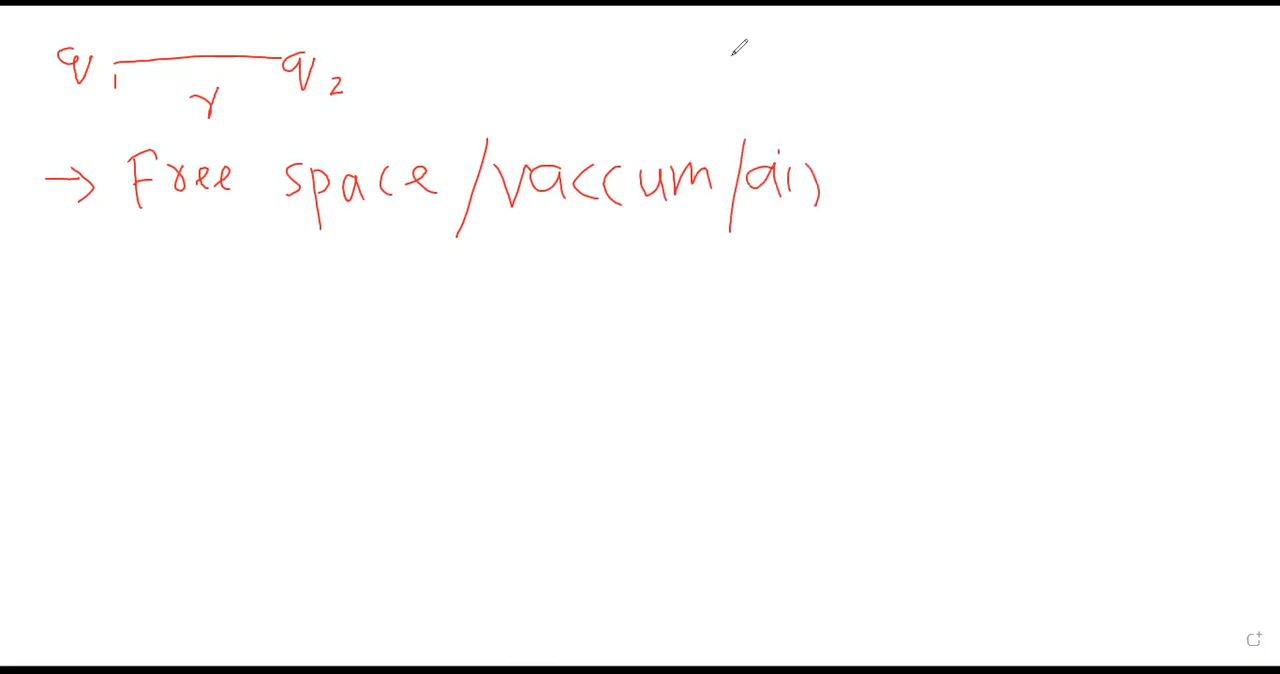 q₁ q₂
r
→ Free space/vaccum/air